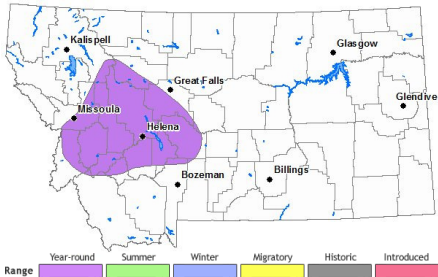 Kalispell
Glasgow
Great Falls
Glendive
Missoula
Helena
Billings
Bozeman
Year-round Summer Winter Migratory Historic Introduced
Range